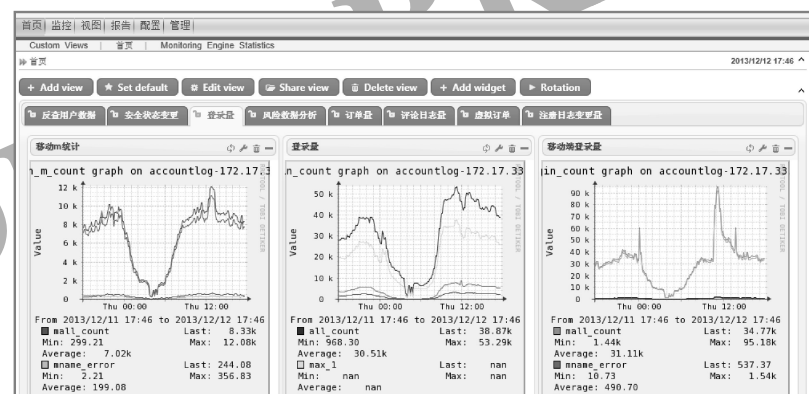 首页| 监控| 视图| 报告| 配置| 管理|
Custom Views | 首页 | Monitoring Engine Statistics
首页 2013/12/12 17:46
+ Add view Set default Edit view Share view Delete view + Add widget Rotation
反查用户数据 安全状态变更 登录量 风险数据分析 订单量 评论日志量 虚拟订单 注册日志变更量
移动m统计 登录量 移动端登录量
_m_count graph on accountlog-172.17.3 n_count graph on accountlog-172.17.33 gin_count graph on accountlog-172.17.33
12 k
10 k
8 k
6 k
4 k
2 k
0
Value
Thu 00:00 Thu 12:00
50 k
40 k
30 k
20 k
10 k
0
Value
Thu 00:00 Thu 12:00
90 k
80 k
70 k
60 k
50 k
40 k
30 k
20 k
10 k
0
Value
Thu 00:00 Thu 12:00
From 2013/12/11 17:46 to 2013/12/12 17:46 From 2013/12/11 17:46 to 2013/12/12 17:46 From 2013/12/11 17:46 to 2013/12/12 17:46
mall_count Last: 8.33k all_count Last: 38.87k mall_count Last: 34.77k
Min: 299.21 Max: 12.08k Min: 968.30 Max: 53.29k Min: 1.44k Max: 95.18k
Average: 7.02k Average: 30.51k Average: 31.11k
mname_error Last: 244.08 max_1 Last: nan mname_error Last: 537.37
Min: 2.21 Max: 356.83 Min: nan Max: nan Min: 10.73 Max: 1.54k
Average: 199.08 Average: nan Average: 490.70